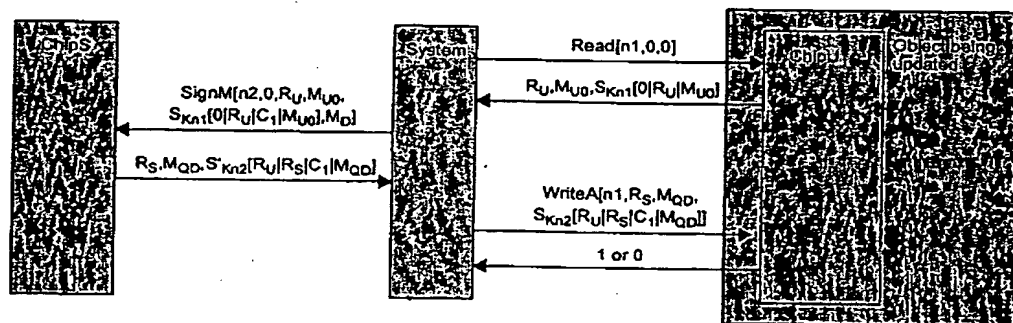 ChipS
System
ChipU
Object being
updated
Read[n1,0,0]
R_U,M_U0,S_Kn1[0|R_U|M_U0]
SignM[n2,0,R_U,M_U0,
S_Kn1[0|R_U|C_1|M_U0],M_D]
R_S,M_QD,S"_Kn2[R_U|R_S|C_1|M_QD]
WriteA[n1,R_S,M_QD,
S_Kn2[R_U|R_S|C_1|M_QD]]
1 or 0